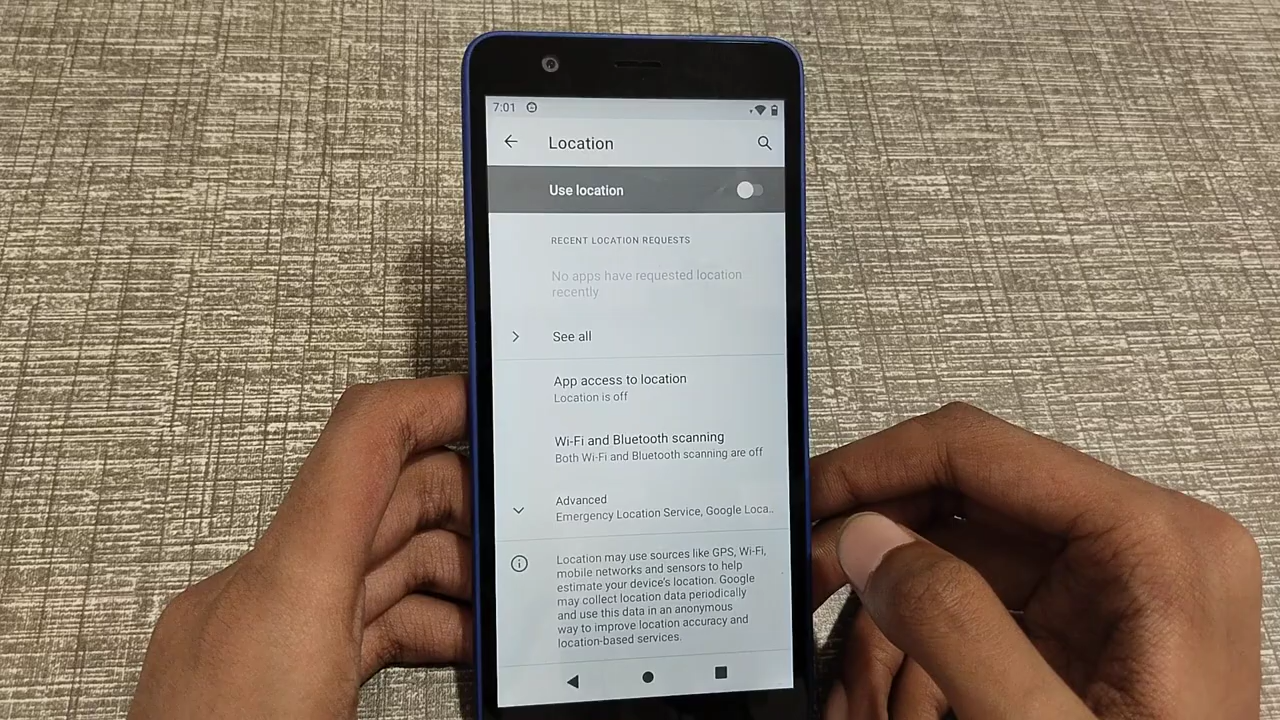 7:01
Location
Use location
RECENT LOCATION REQUESTS
No apps have requested location
recently
See all
App access to location
Location is off
Wi-Fi and Bluetooth scanning
Both Wi-Fi and Bluetooth scanning are off
Advanced
Emergency Location Service, Google Loca..
Location may use sources like GPS, Wi-Fi,
mobile networks and sensors to help
estimate your device's location. Google
may collect location data periodically
and use this data in an anonymous
way to improve location accuracy and
location-based services.